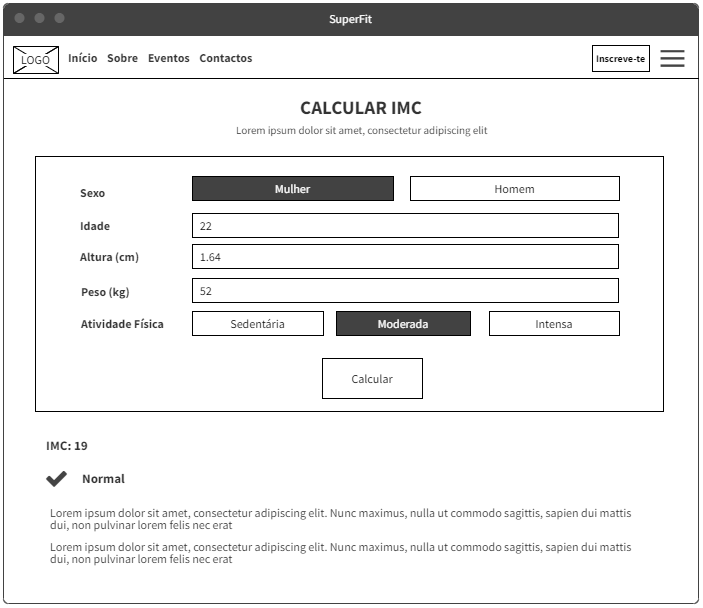 SuperFit
LOGO Início Sobre Eventos Contactos Inscreve-te
CALCULAR IMC
Lorem ipsum dolor sit amet, consectetur adipiscing elit
Sexo Mulher Homem
Idade 22
Altura (cm) 1.64
Peso (kg) 52
Atividade Física Sedentária Moderada Intensa
Calcular
IMC: 19
Normal
Lorem ipsum dolor sit amet, consectetur adipiscing elit. Nunc maximus, nulla ut commodo sagittis, sapien dui mattis
dui, non pulvinar lorem felis nec erat
Lorem ipsum dolor sit amet, consectetur adipiscing elit. Nunc maximus, nulla ut commodo sagittis, sapien dui mattis
dui, non pulvinar lorem felis nec erat